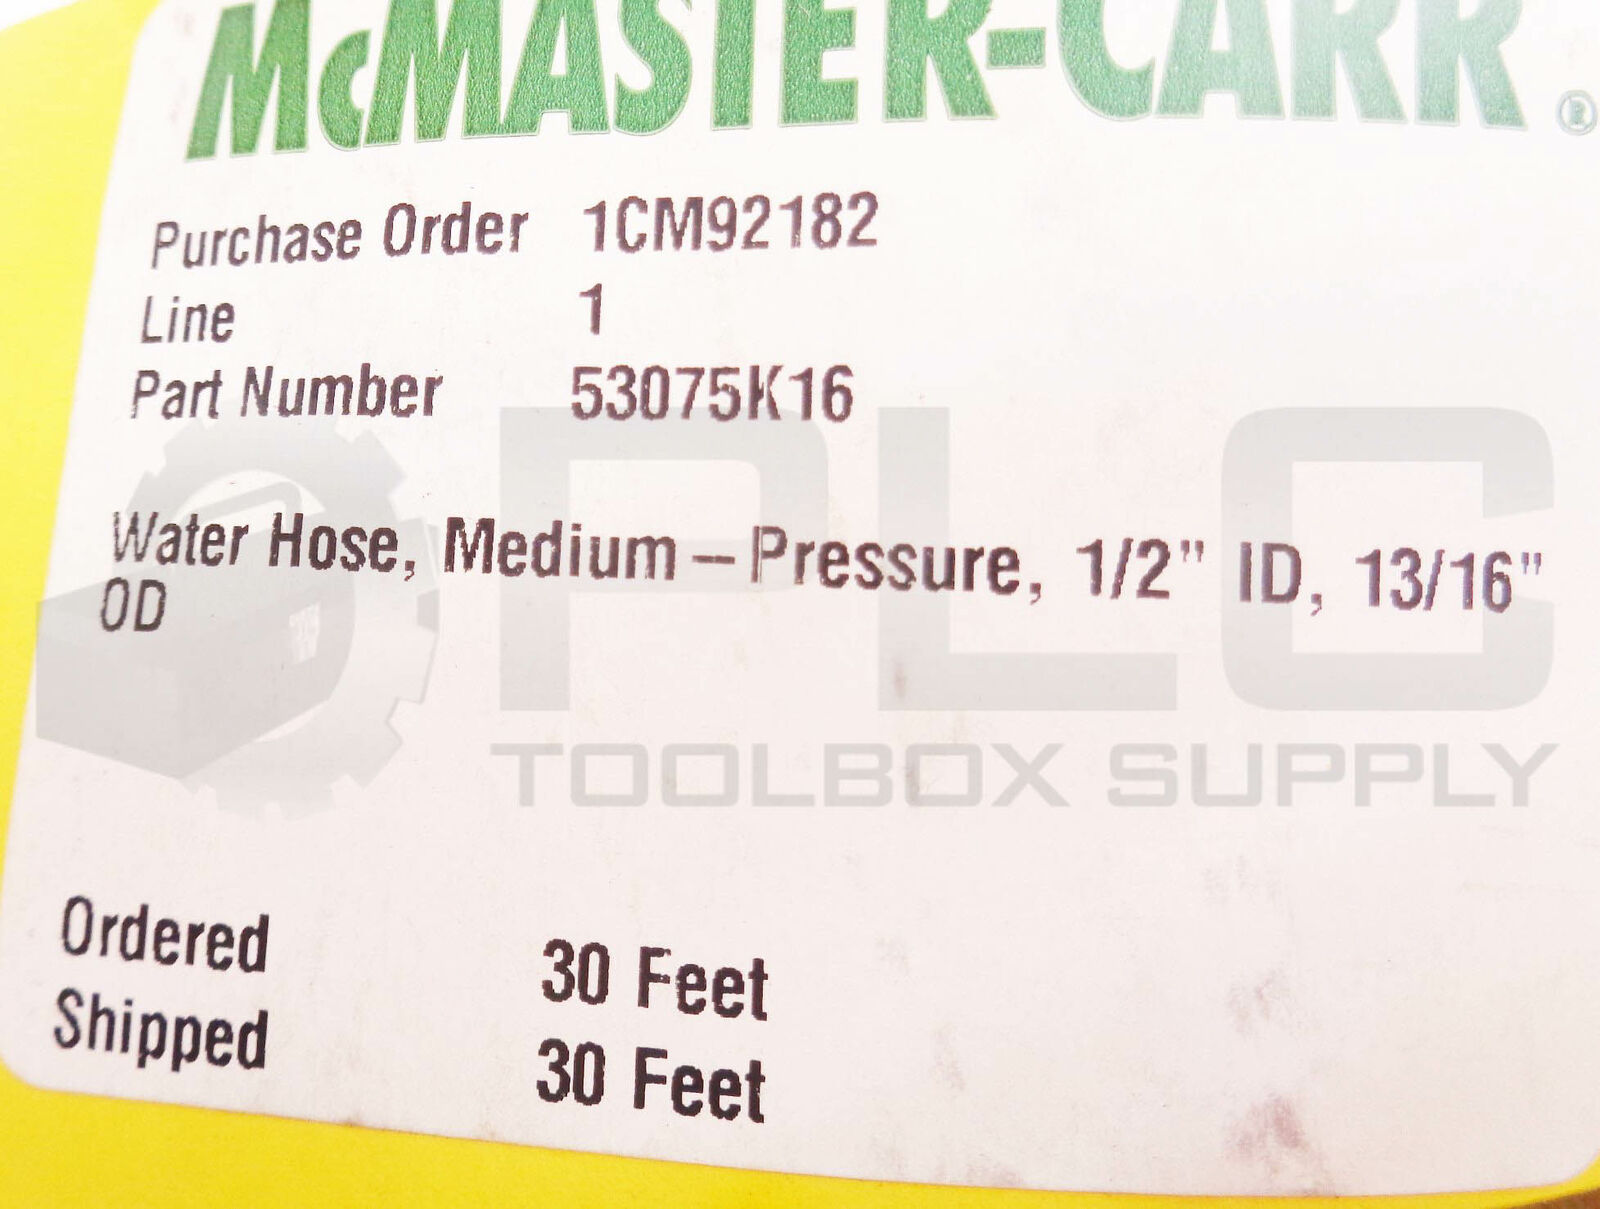 McMASTER-CARR®
Purchase Order 1CM92182
Line 1
Part Number 53075K16
Water Hose, Medium-Pressure, 1/2" ID, 13/16"
OD
PLC
TOOLBOX SUPPLY
Ordered 30 Feet
Shipped 30 Feet